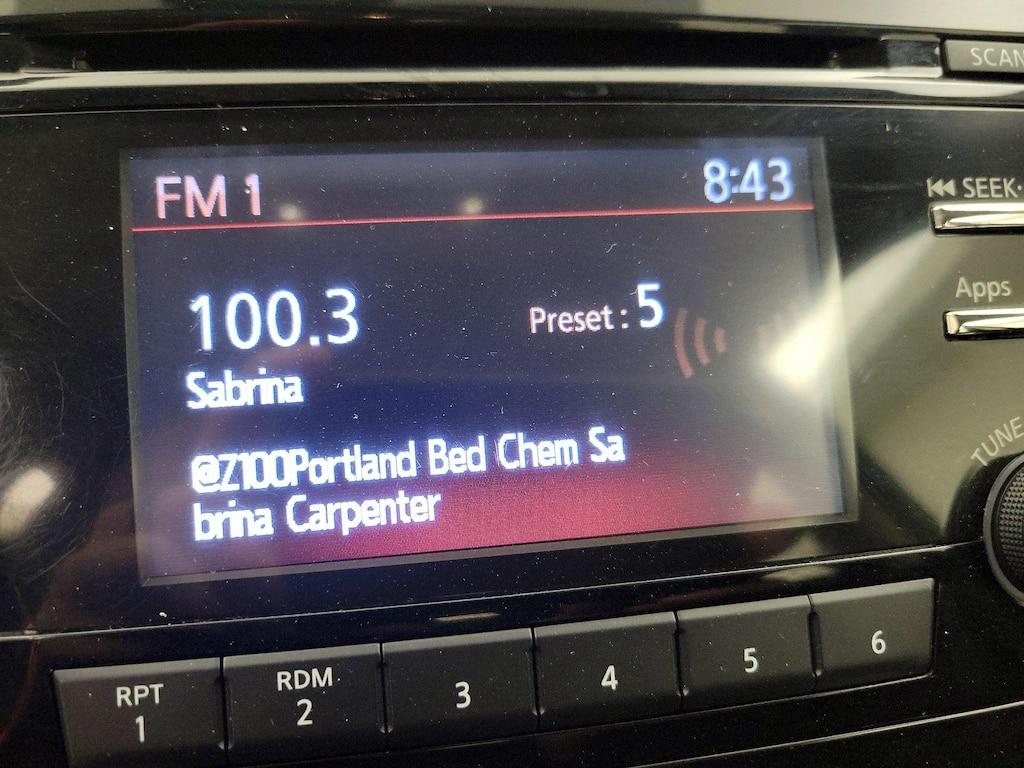 SCAN
FM 1 8:43
SEEK
100.3 Preset : 5
Apps
Sabrina
TUNE
@Z100Portland Bed Chem Sa
brina Carpenter
RPT RDM
1 2 3 4 5 6